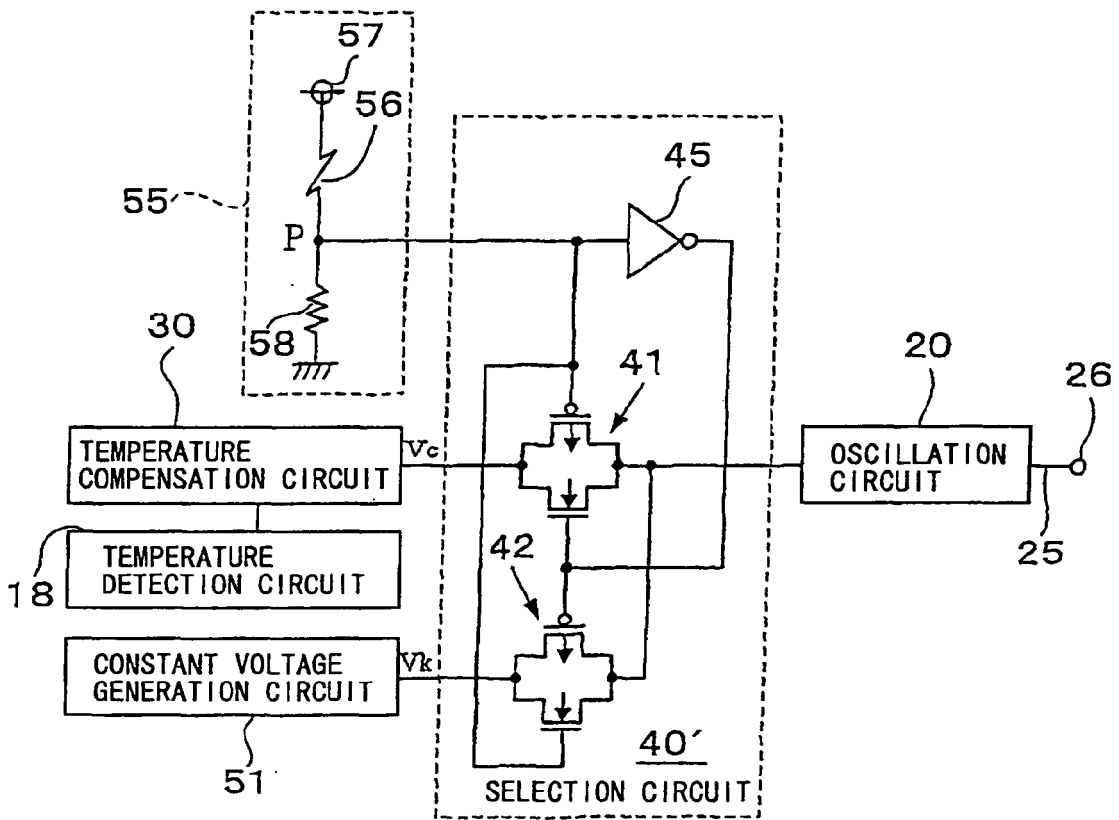 57
56
45
55
P
58
30
41
20
26
TEMPERATURE
COMPENSATION CIRCUIT
Vc
OSCILLATION
CIRCUIT
25
18
TEMPERATURE
DETECTION CIRCUIT
42
CONSTANT VOLTAGE
GENERATION CIRCUIT
Vk
51
40′
SELECTION CIRCUIT